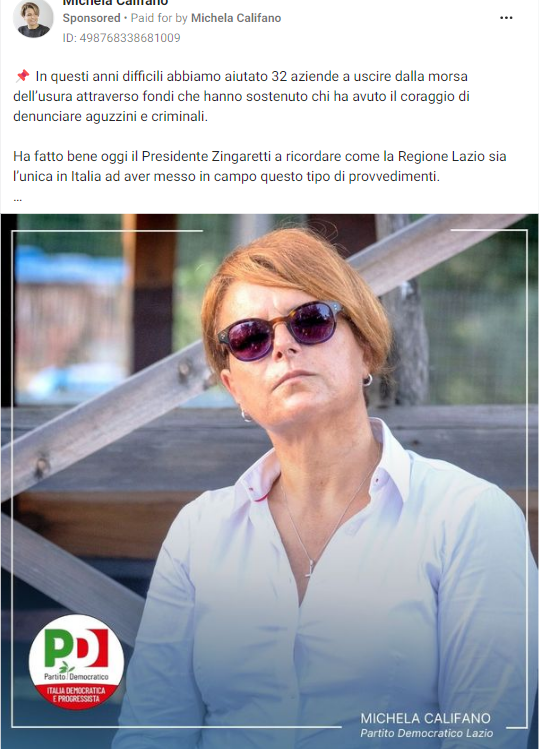 Michela Califano
Sponsored • Paid for by Michela Califano
ID: 498768338681009
📌 In questi anni difficili abbiamo aiutato 32 aziende a uscire dalla morsa
dell’usura attraverso fondi che hanno sostenuto chi ha avuto il coraggio di
denunciare aguzzini e criminali.
Ha fatto bene oggi il Presidente Zingaretti a ricordare come la Regione Lazio sia
l’unica in Italia ad aver messo in campo questo tipo di provvedimenti.
...
PD
Partito Democratico
ITALIA DEMOCRATICA
E PROGRESSISTA
MICHELA CALIFANO
Partito Democratico Lazio